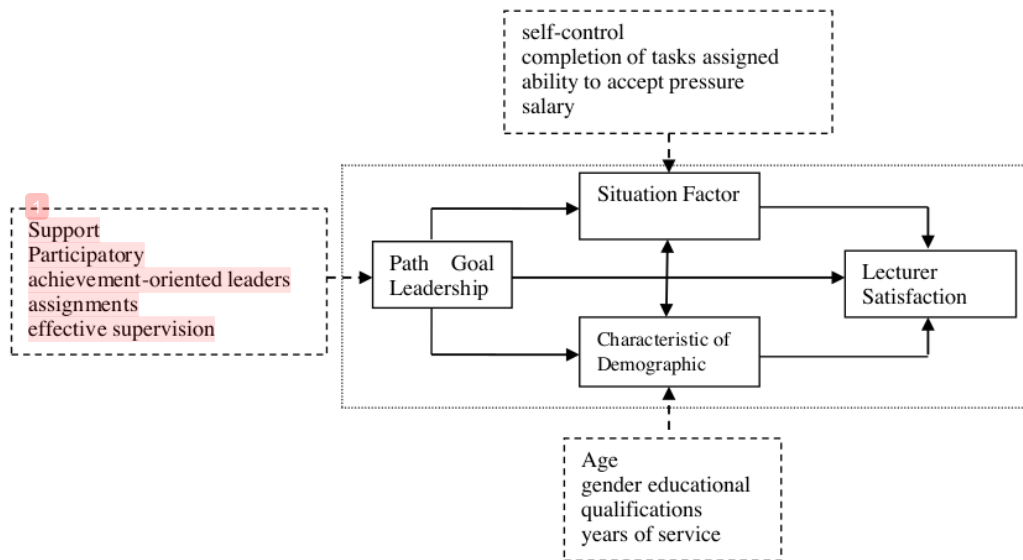 self-control
completion of tasks assigned
ability to accept pressure
salary
1
Support
Participatory
achievement-oriented leaders
assignments
effective supervision
Path Goal
Leadership
Situation Factor
Characteristic of
Demographic
Lecturer
Satisfaction
Age
gender educational
qualifications
years of service